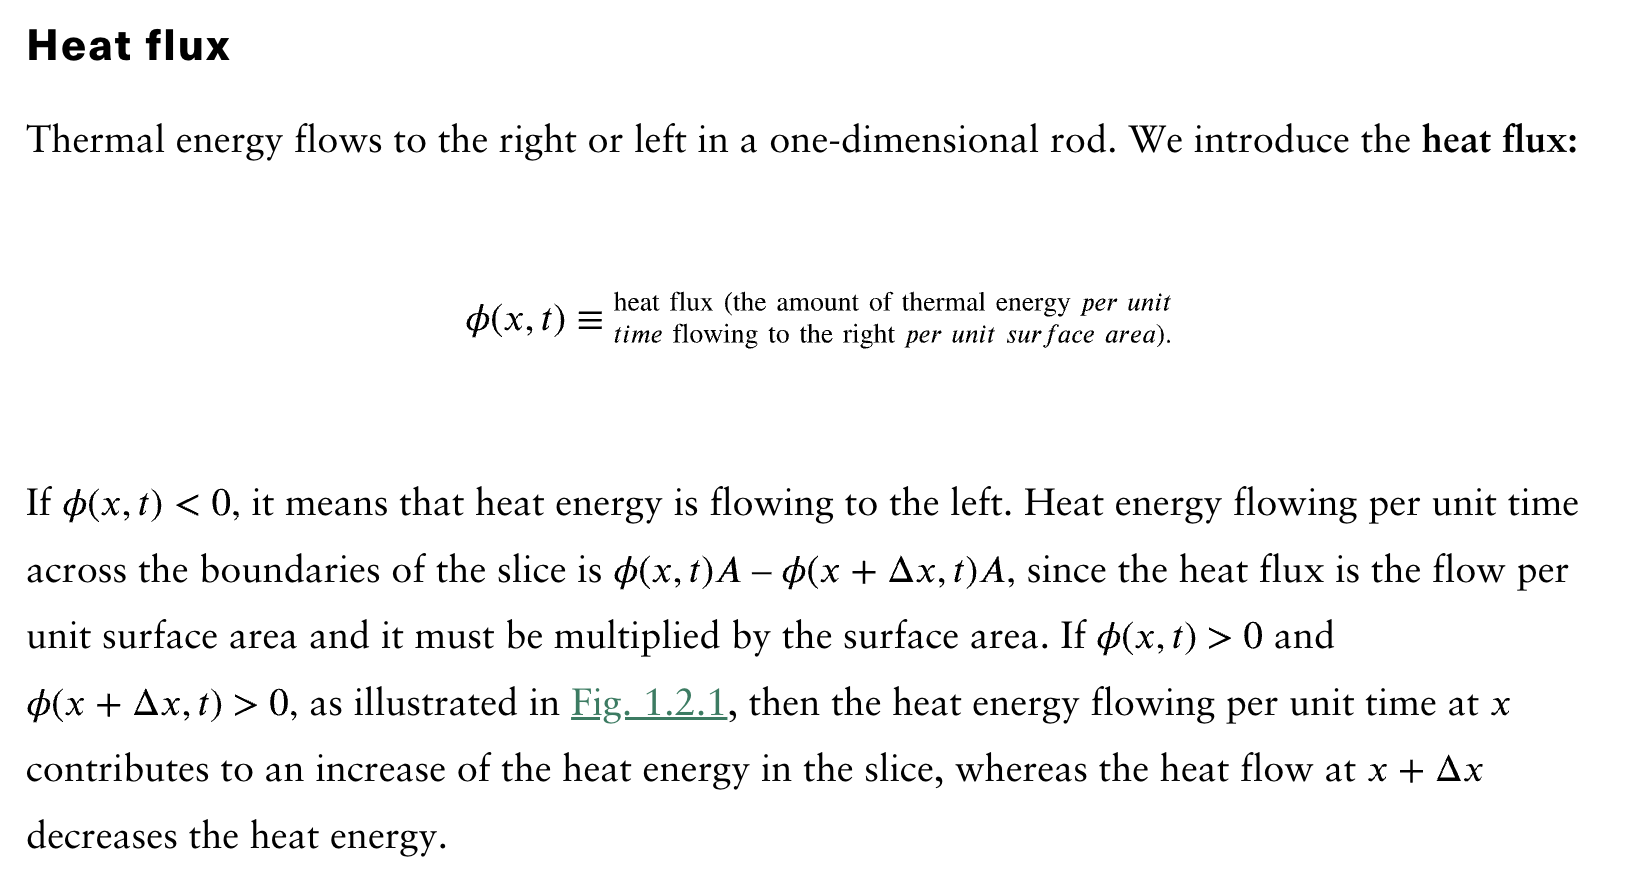 Heat flux
Thermal energy flows to the right or left in a one-dimensional rod. We introduce the heat flux:
ϕ(x, t) ≡ heat flux (the amount of thermal energy per unit
time flowing to the right per unit surface area).
If ϕ(x, t) < 0, it means that heat energy is flowing to the left. Heat energy flowing per unit time
across the boundaries of the slice is ϕ(x, t)A – ϕ(x + Δx, t)A, since the heat flux is the flow per
unit surface area and it must be multiplied by the surface area. If ϕ(x, t) > 0 and
ϕ(x + Δx, t) > 0, as illustrated in Fig. 1.2.1, then the heat energy flowing per unit time at x
contributes to an increase of the heat energy in the slice, whereas the heat flow at x + Δx
decreases the heat energy.